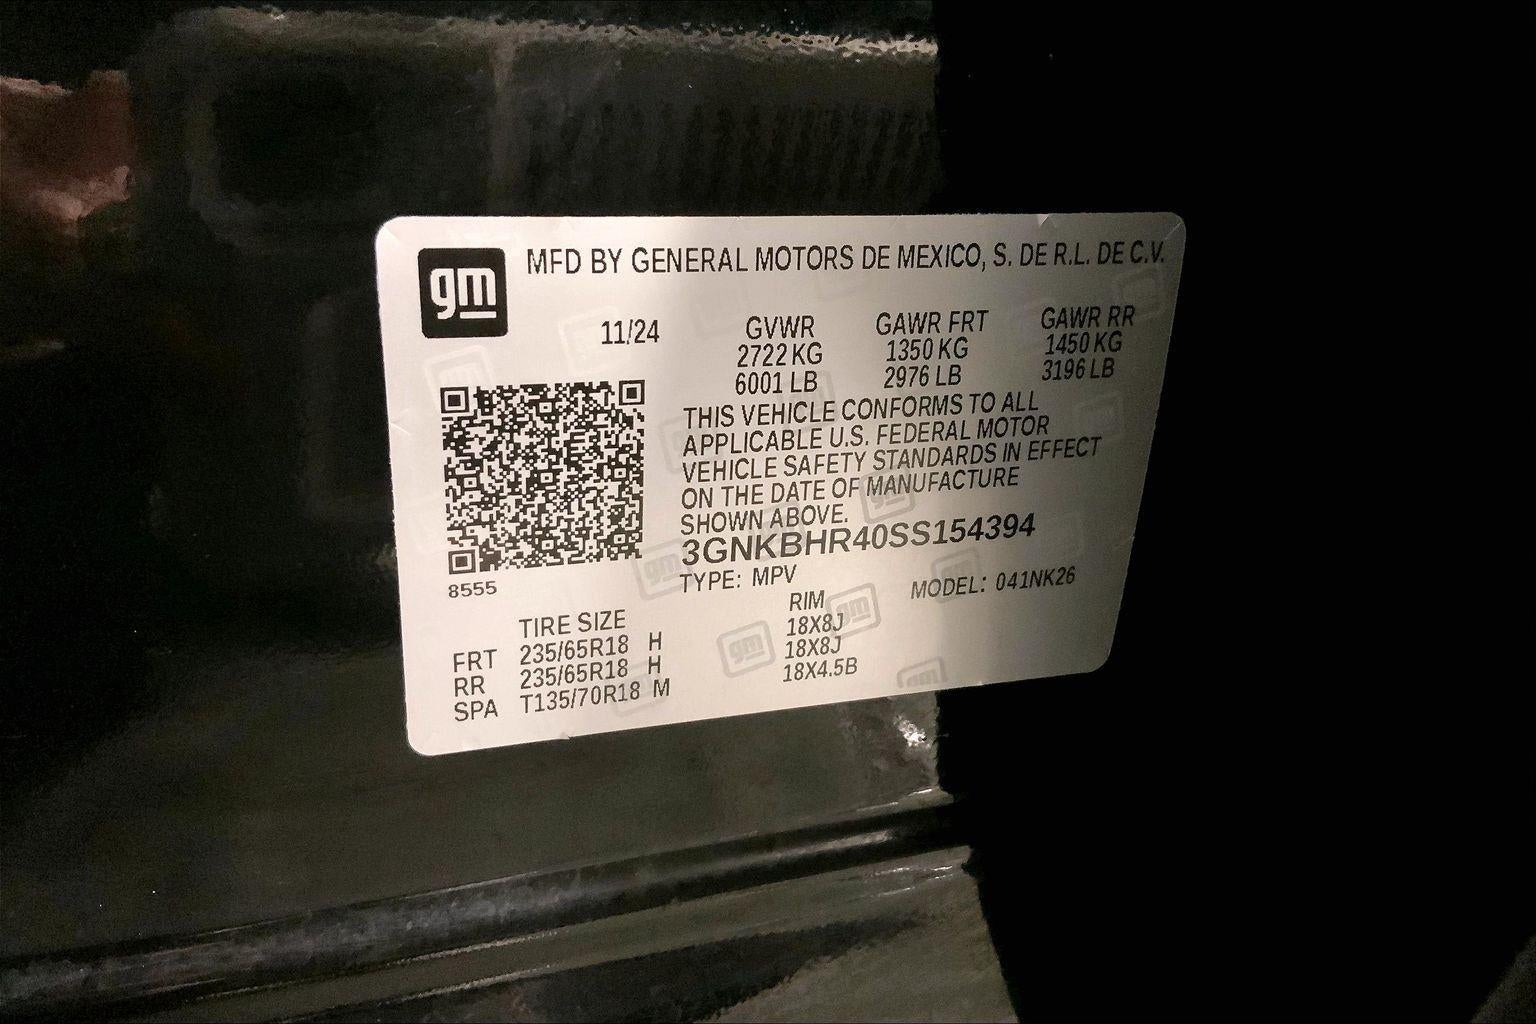 gm
MFD BY GENERAL MOTORS DE MEXICO, S. DE R.L. DE C.V.
11/24 GVWR GAWR FRT GAWR RR
2722 KG 1350 KG 1450 KG
6001 LB 2976 LB 3196 LB
THIS VEHICLE CONFORMS TO ALL
APPLICABLE U.S. FEDERAL MOTOR
VEHICLE SAFETY STANDARDS IN EFFECT
ON THE DATE OF MANUFACTURE
SHOWN ABOVE.
3GNKBHR40SS154394
8555
TYPE: MPV MODEL: 041NK26
TIRE SIZE RIM
FRT 235/65R18 H 18X8J
RR 235/65R18 H 18X8J
SPA T135/70R18 M 18X4.5B